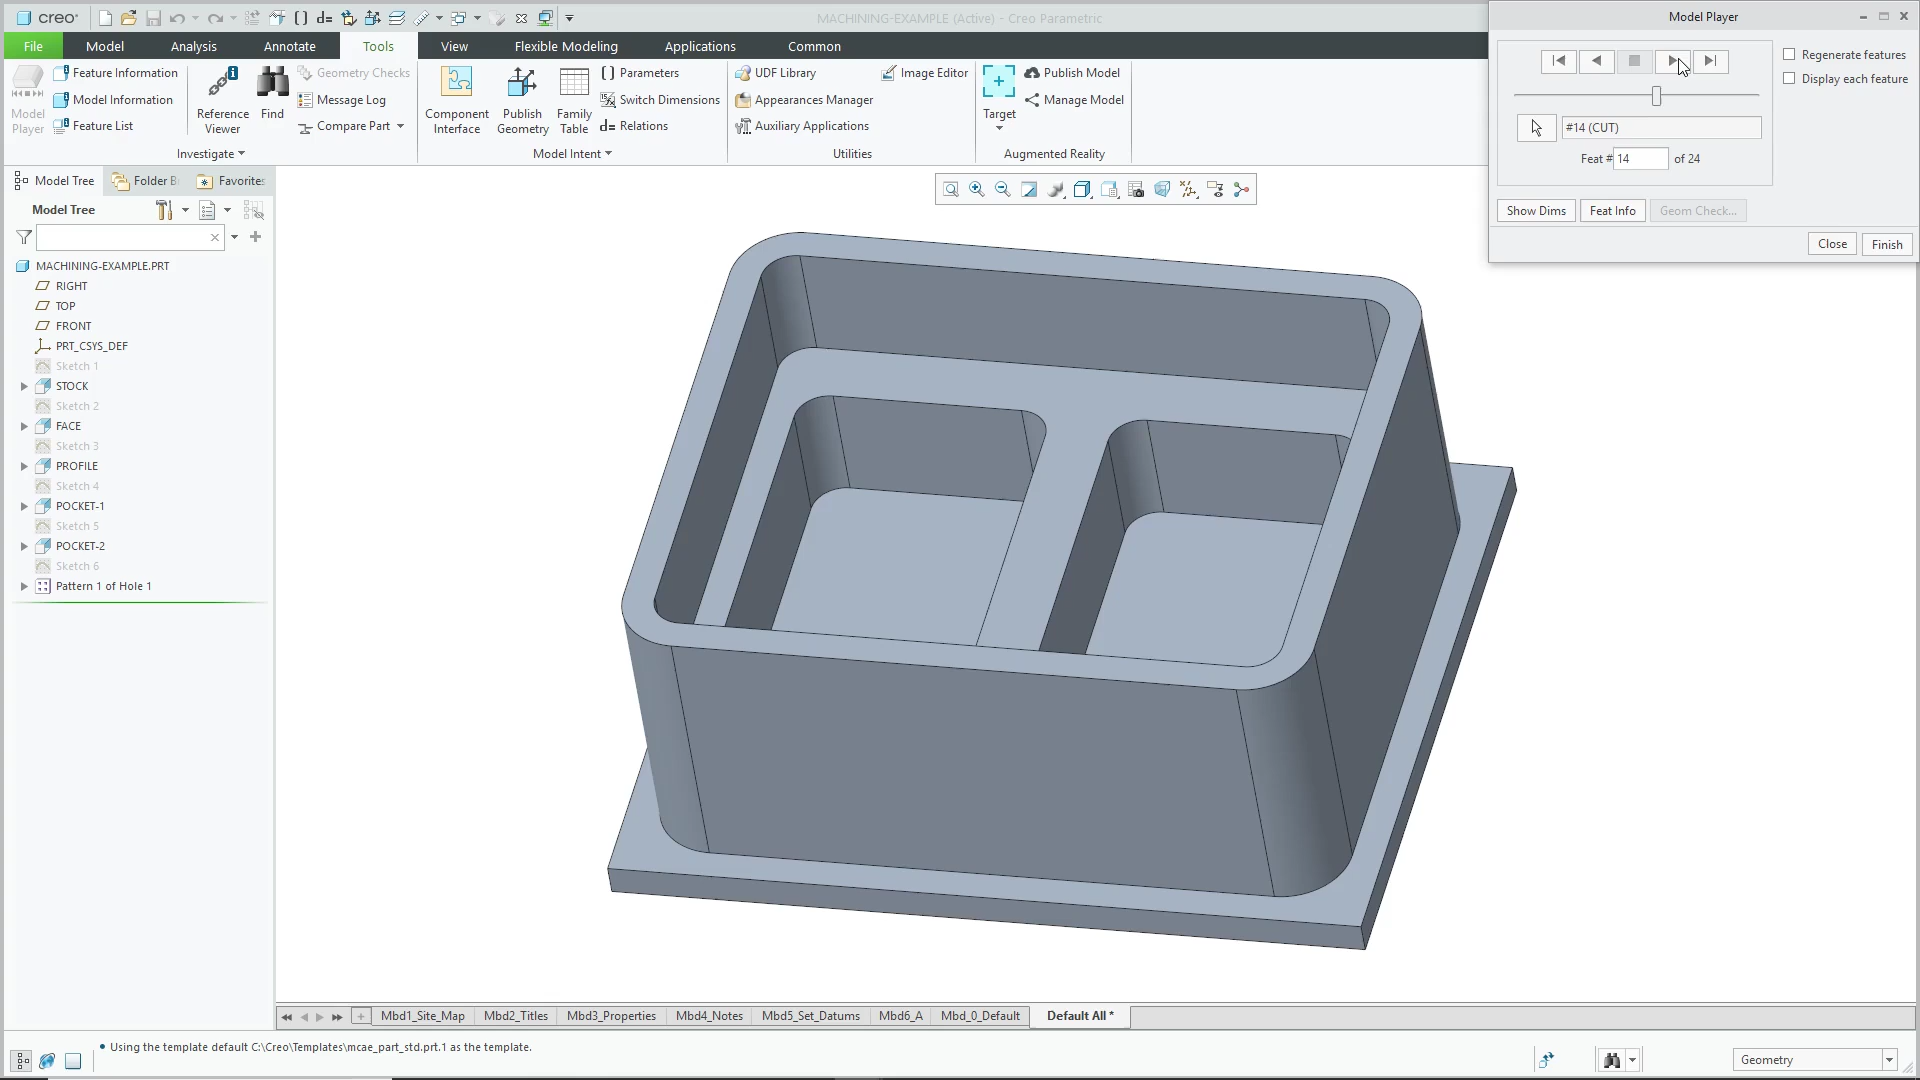 creo
MACHINING-EXAMPLE (Active) - Creo Parametric
File
Model
Analysis
Annotate
Tools
View
Flexible Modeling
Applications
Common
Model Player
Feature Information
Model Information
Feature List
Reference Viewer
Find
Geometry Checks
Message Log
Compare Part
Investigate
Component Interface
Publish Geometry
Family Table
Parameters
Switch Dimensions
d= Relations
Model Intent
UDF Library
Appearances Manager
Auxiliary Applications
Image Editor
Utilities
Target
Publish Model
Manage Model
Augmented Reality
Model Player
Regenerate features
Display each feature
#14 (CUT)
Feat # 14 of 24
Show Dims
Feat Info
Geom Check...
Close
Finish
Model Tree
Folder B
Favorites
Model Tree
MACHINING-EXAMPLE.PRT
RIGHT
TOP
FRONT
PRT_CSYS_DEF
Sketch 1
STOCK
Sketch 2
FACE
Sketch 3
PROFILE
Sketch 4
POCKET-1
Sketch 5
POCKET-2
Sketch 6
Pattern 1 of Hole 1
Mbd1_Site_Map
Mbd2_Titles
Mbd3_Properties
Mbd4_Notes
Mbd5_Set_Datums
Mbd6_A
Mbd_0_Default
Default All *
• Using the template default C:\Creo\Templates\mcae_part_std.prt.1 as the template.
Geometry